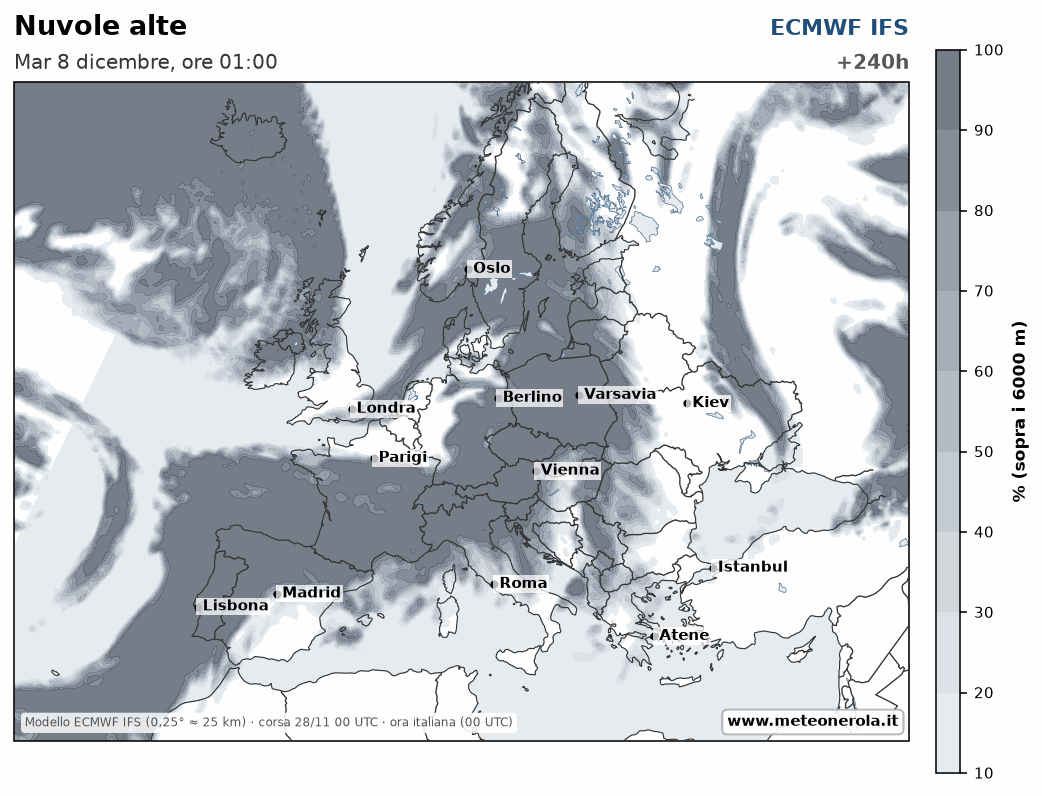 Nuvole alte
ECMWF IFS
Mar 8 dicembre, ore 01:00
+240h
100
90
80
70
60
50
40
30
20
10
% (sopra i 6000 m)
Oslo
Londra
Berlino
Varsavia
Kiev
Parigi
Vienna
Istanbul
Roma
Madrid
Lisbona
Atene
Modello ECMWF IFS (0,25° ≈ 25 km) · corsa 28/11 00 UTC · ora italiana (00 UTC)
www.meteonerola.it